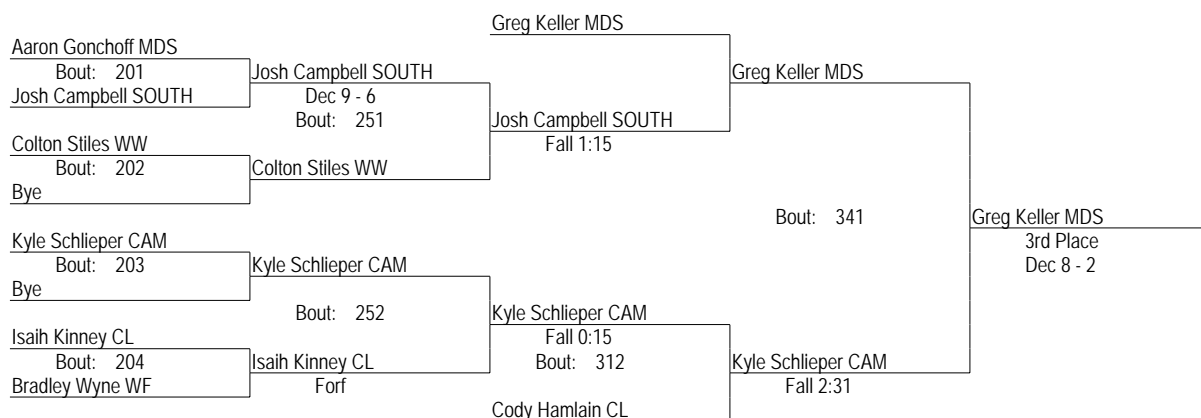 Greg Keller MDS
Aaron Gonchoff MDS
Bout: 201
Josh Campbell SOUTH
Greg Keller MDS
Josh Campbell SOUTH
Dec 9 - 6
Bout: 251
Josh Campbell SOUTH
Fall 1:15
Colton Stiles WW
Bout: 202
Colton Stiles WW
Bye
Bout: 341
Greg Keller MDS
3rd Place
Dec 8 - 2
Kyle Schlieper CAM
Bout: 203
Kyle Schlieper CAM
Bye
Bout: 252
Kyle Schlieper CAM
Fall 0:15
Bout: 312
Isaih Kinney CL
Bout: 204
Isaih Kinney CL
Forf
Kyle Schlieper CAM
Fall 2:31
Bradley Wyne WF
Cody Hamlain CL